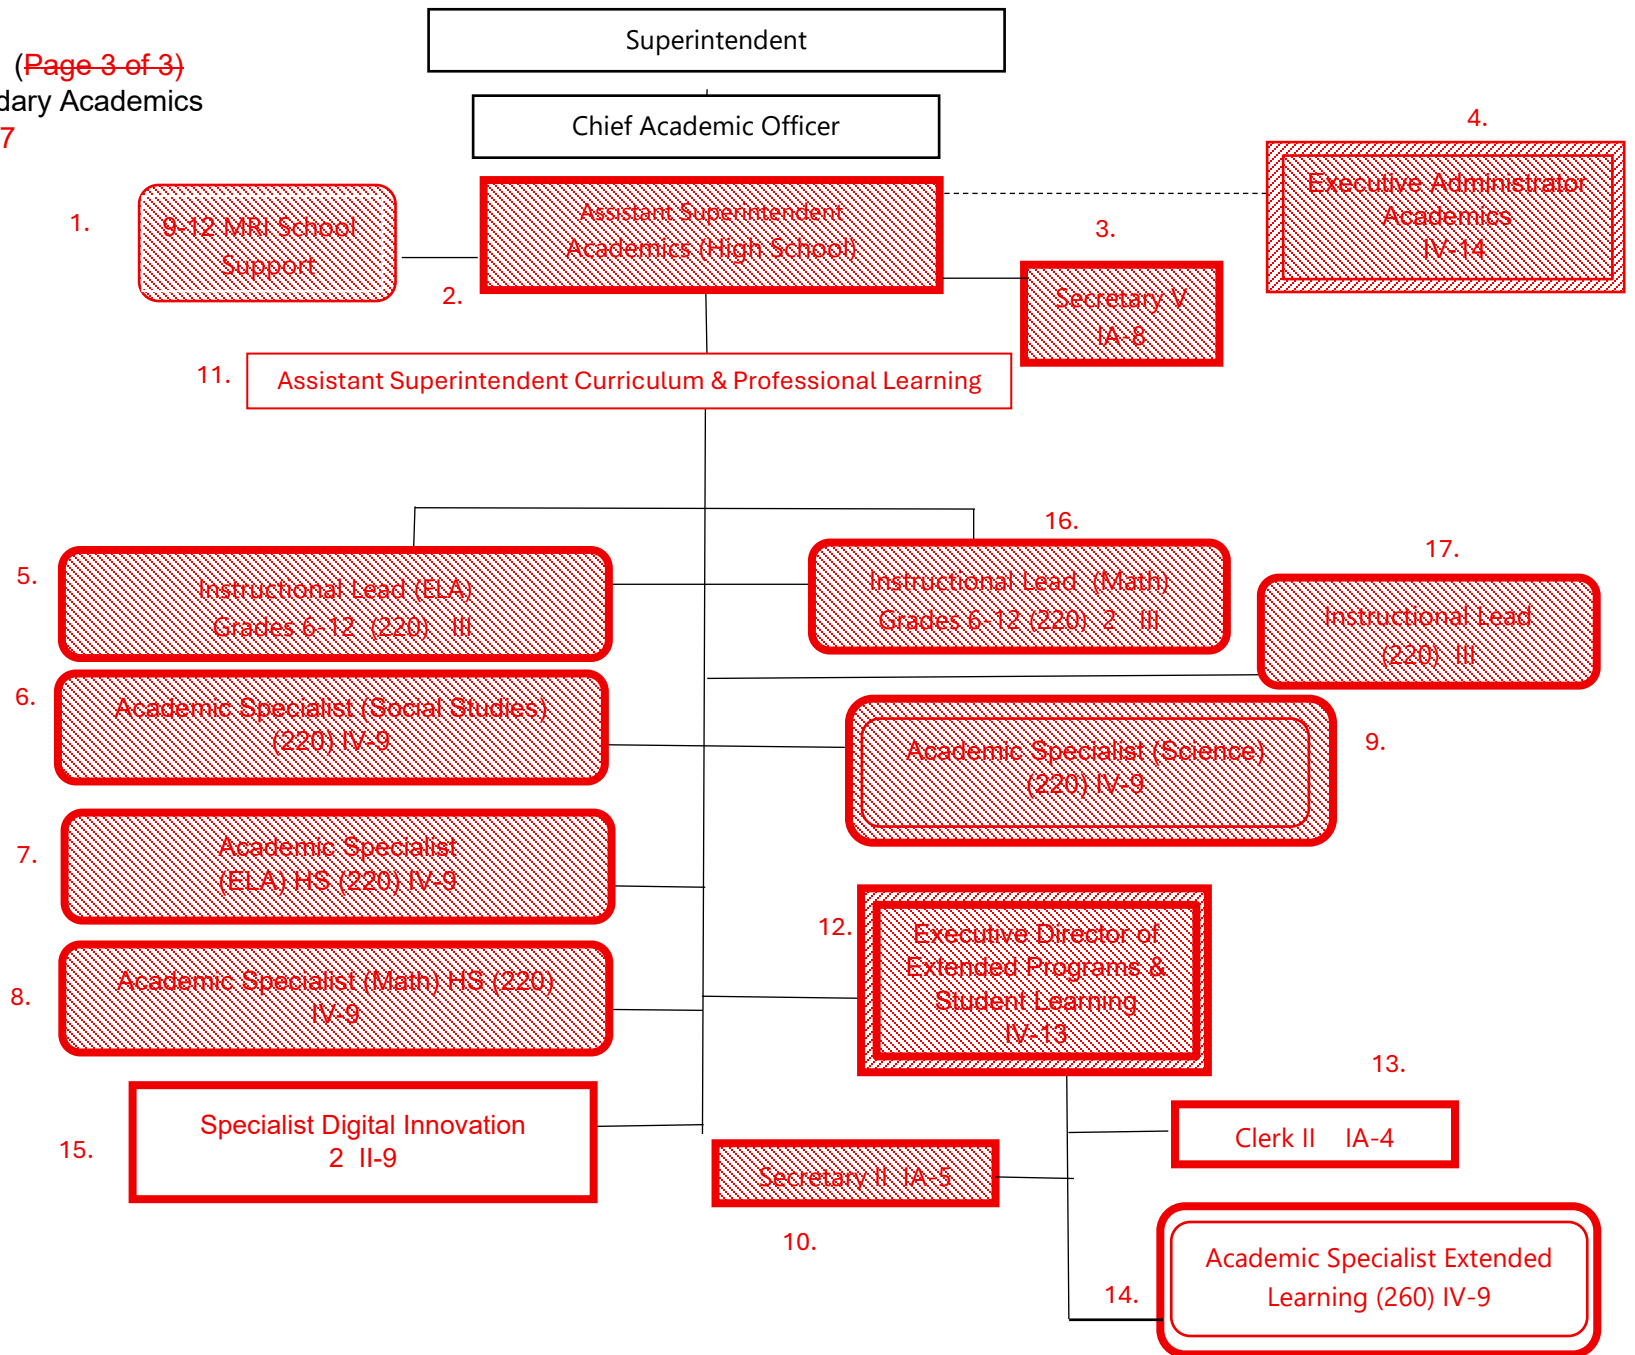 Superintendent
(Page 3 of 3)
dary Academics
7
Chief Academic Officer
4.
Executive Administrator
Academics
IV-14
1.
9-12 MRI School
Support
Assistant Superintendent
Academics (High School)
2.
3.
Secretary V
IA-8
11.
Assistant Superintendent Curriculum & Professional Learning
16.
17.
5.
Instructional Lead (ELA)
Grades 6-12 (220) III
Instructional Lead (Math)
Grades 6-12 (220) 2 III
Instructional Lead
(220) III
6.
Academic Specialist (Social Studies)
(220) IV-9
Academic Specialist (Science)
(220) IV-9
9.
7.
Academic Specialist
(ELA) HS (220) IV-9
12.
Executive Director of
Extended Programs &
Student Learning
IV-13
8.
Academic Specialist (Math) HS (220)
IV-9
13.
15.
Specialist Digital Innovation
2 II-9
Clerk II IA-4
Secretary II IA-5
10.
14.
Academic Specialist Extended
Learning (260) IV-9